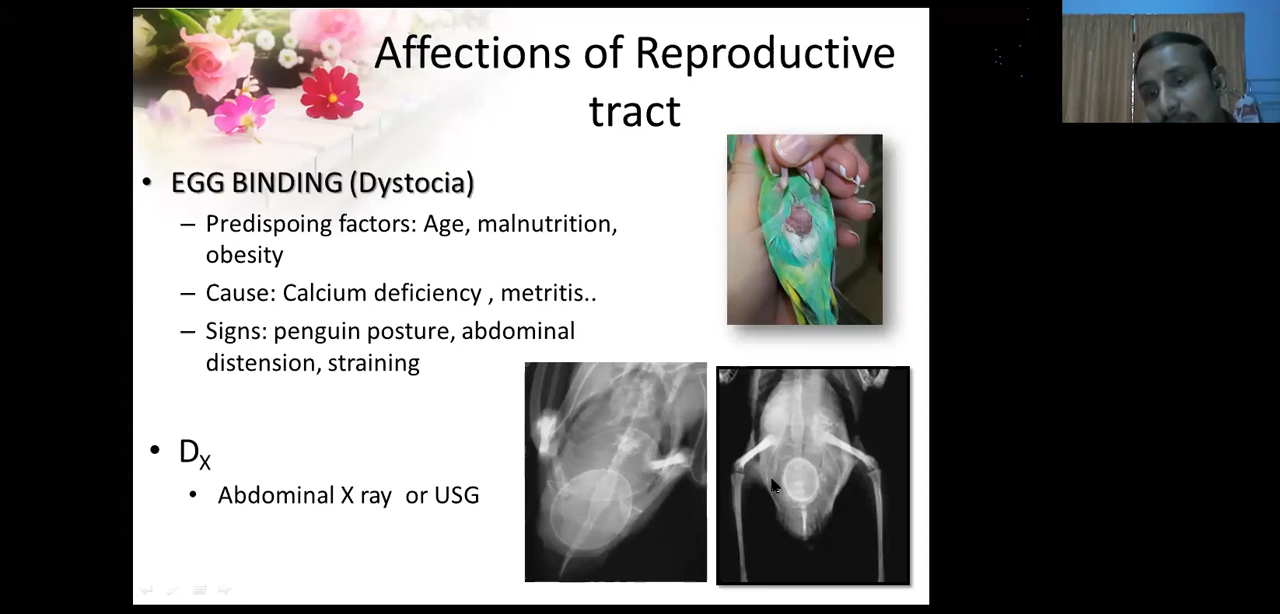 Affections of Reproductive
tract
• EGG BINDING (Dystocia)
– Predispoing factors: Age, malnutrition,
obesity
– Cause: Calcium deficiency , metritis..
– Signs: penguin posture, abdominal
distension, straining
• Dx
• Abdominal X ray or USG